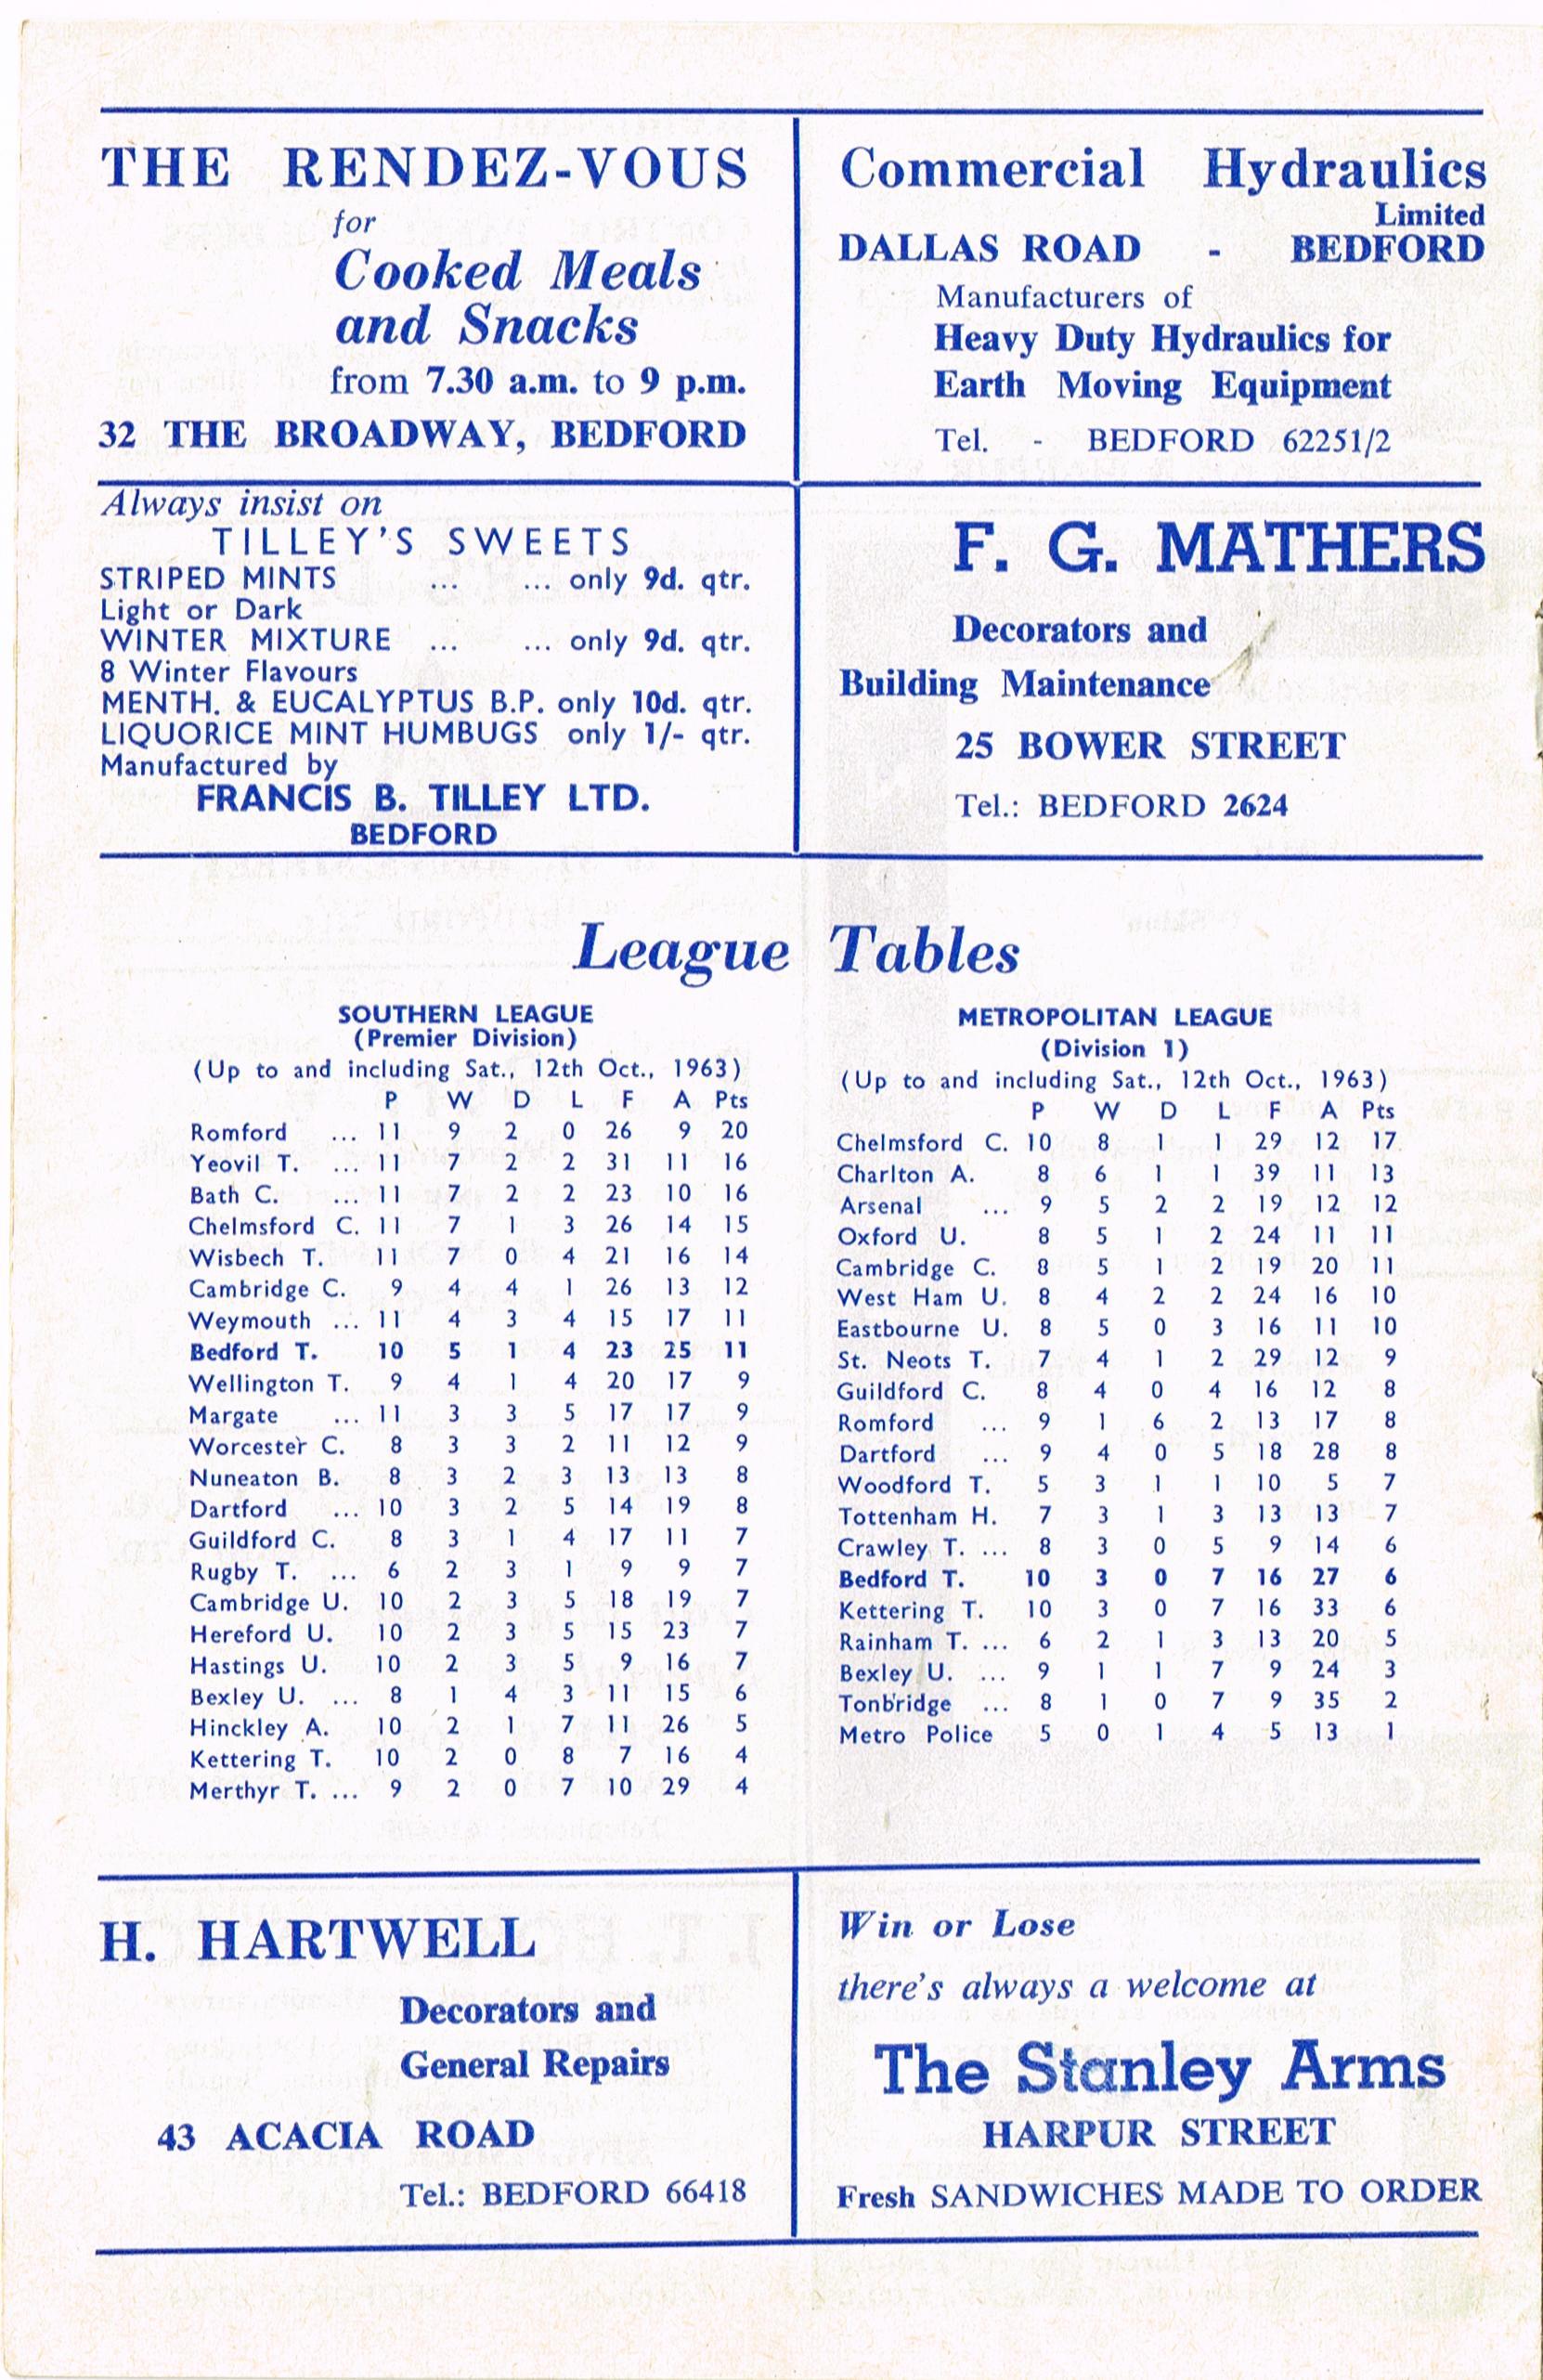 THE RENDEZ-VOUS
for
Cooked Meals
and Snacks
from 7.30 a.m. to 9 p.m.
32 THE BROADWAY, BEDFORD
Commercial Hydraulics
Limited
DALLAS ROAD - BEDFORD
Manufacturers of
Heavy Duty Hydraulics for
Earth Moving Equipment
Tel. - BEDFORD 62251/2
Always insist on
TILLEY'S SWEETS
STRIPED MINTS ... ... only 9d. qtr.
Light or Dark
WINTER MIXTURE ... ... only 9d. qtr.
8 Winter Flavours
MENTH. & EUCALYPTUS B.P. only 10d. qtr.
LIQUORICE MINT HUMBUGS only 1/- qtr.
Manufactured by
FRANCIS B. TILLEY LTD.
BEDFORD
F. G. MATHERS
Decorators and
Building Maintenance
25 BOWER STREET
Tel.: BEDFORD 2624
League Tables
SOUTHERN LEAGUE
(Premier Division)
(Up to and including Sat., 12th Oct., 1963)
P W D L F A Pts
Romford ... 11 9 2 0 26 9 20
Yeovil T. ... 11 7 2 2 31 11 16
Bath C. ... 11 7 2 2 23 10 16
Chelmsford C. 11 7 1 3 26 14 15
Wisbech T. 11 7 0 4 21 16 14
Cambridge C. 9 4 4 1 26 13 12
Weymouth ... 11 4 3 4 15 17 11
Bedford T. 10 5 1 4 23 25 11
Wellington T. 9 4 1 4 20 17 9
Margate ... 11 3 3 5 17 17 9
Worcester C. 8 3 3 2 11 12 9
Nuneaton B. 8 3 2 3 13 13 8
Dartford ... 10 3 2 5 14 19 8
Guildford C. 8 3 1 4 17 11 7
Rugby T. ... 6 2 3 1 9 9 7
Cambridge U. 10 2 3 5 18 19 7
Hereford U. 10 2 3 5 15 23 7
Hastings U. 10 2 3 5 9 16 7
Bexley U. ... 8 1 4 3 11 15 6
Hinckley A. 10 2 1 7 11 26 5
Kettering T. 10 2 0 8 7 16 4
Merthyr T. ... 9 2 0 7 10 29 4
METROPOLITAN LEAGUE
(Division 1)
(Up to and including Sat., 12th Oct., 1963)
P W D L F A Pts
Chelmsford C. 10 8 1 1 29 12 17
Charlton A. 8 6 1 1 39 11 13
Arsenal ... 9 5 2 2 19 12 12
Oxford U. 8 5 1 2 24 11 11
Cambridge C. 8 5 1 2 19 20 11
West Ham U. 8 4 2 2 24 16 10
Eastbourne U. 8 5 0 3 16 11 10
St. Neots T. 7 4 1 2 29 12 9
Guildford C. 8 4 0 4 16 12 8
Romford ... 9 1 6 2 13 17 8
Dartford ... 9 4 0 5 18 28 8
Woodford T. 5 3 1 1 10 5 7
Tottenham H. 7 3 1 3 13 13 7
Crawley T. ... 8 3 0 5 9 14 6
Bedford T. 10 3 0 7 16 27 6
Kettering T. 10 3 0 7 16 33 6
Rainham T. ... 6 2 1 3 13 20 5
Bexley U. ... 9 1 1 7 9 24 3
Tonbridge ... 8 1 0 7 9 35 2
Metro Police 5 0 1 4 5 13 1
H. HARTWELL
Decorators and
General Repairs
43 ACACIA ROAD
Tel.: BEDFORD 66418
Win or Lose
there's always a welcome at
The Stanley Arms
HARPUR STREET
Fresh SANDWICHES MADE TO ORDER